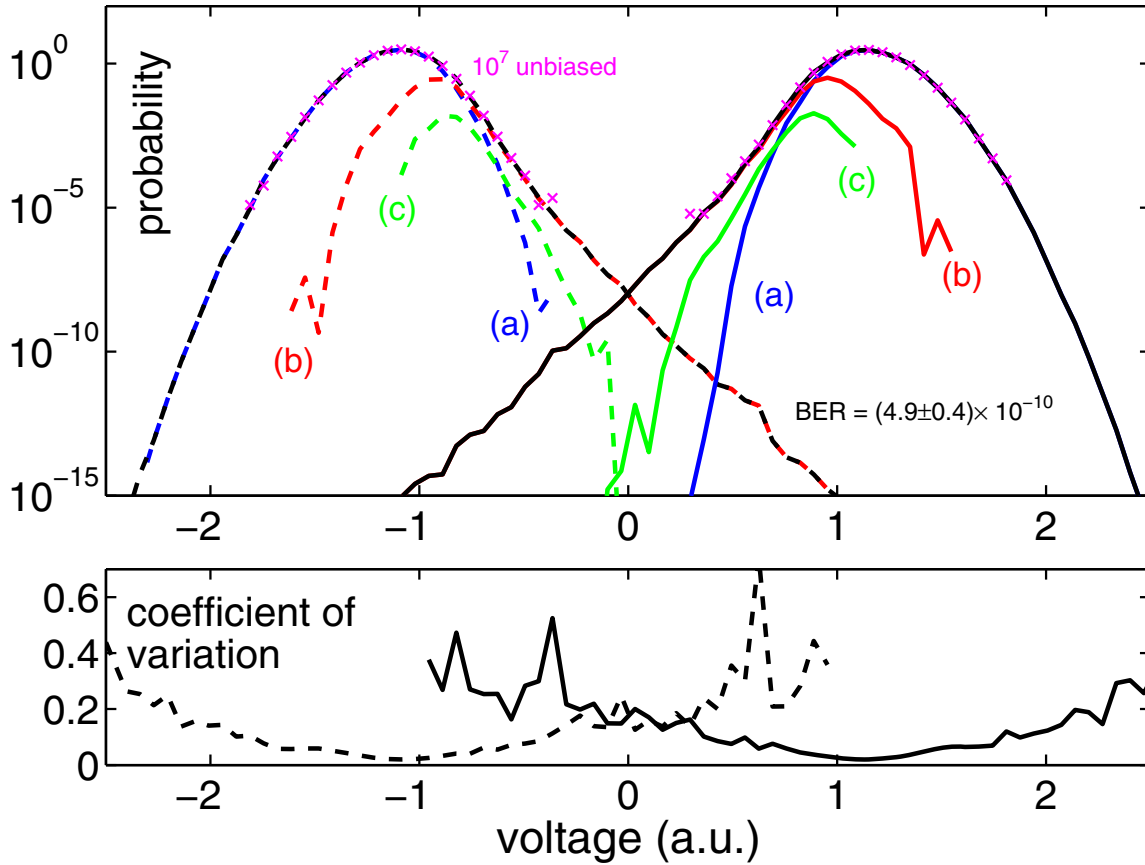 10^0
10^−5
10^−10
10^−15
probability
10^7 unbiased
(c)
(b)
(a)
(a)
(c)
(b)
BER = (4.9±0.4)× 10^−10
−2 −1 0 1 2
0.6
0.4
0.2
0
coefficient of
variation
−2 −1 0 1 2
voltage (a.u.)